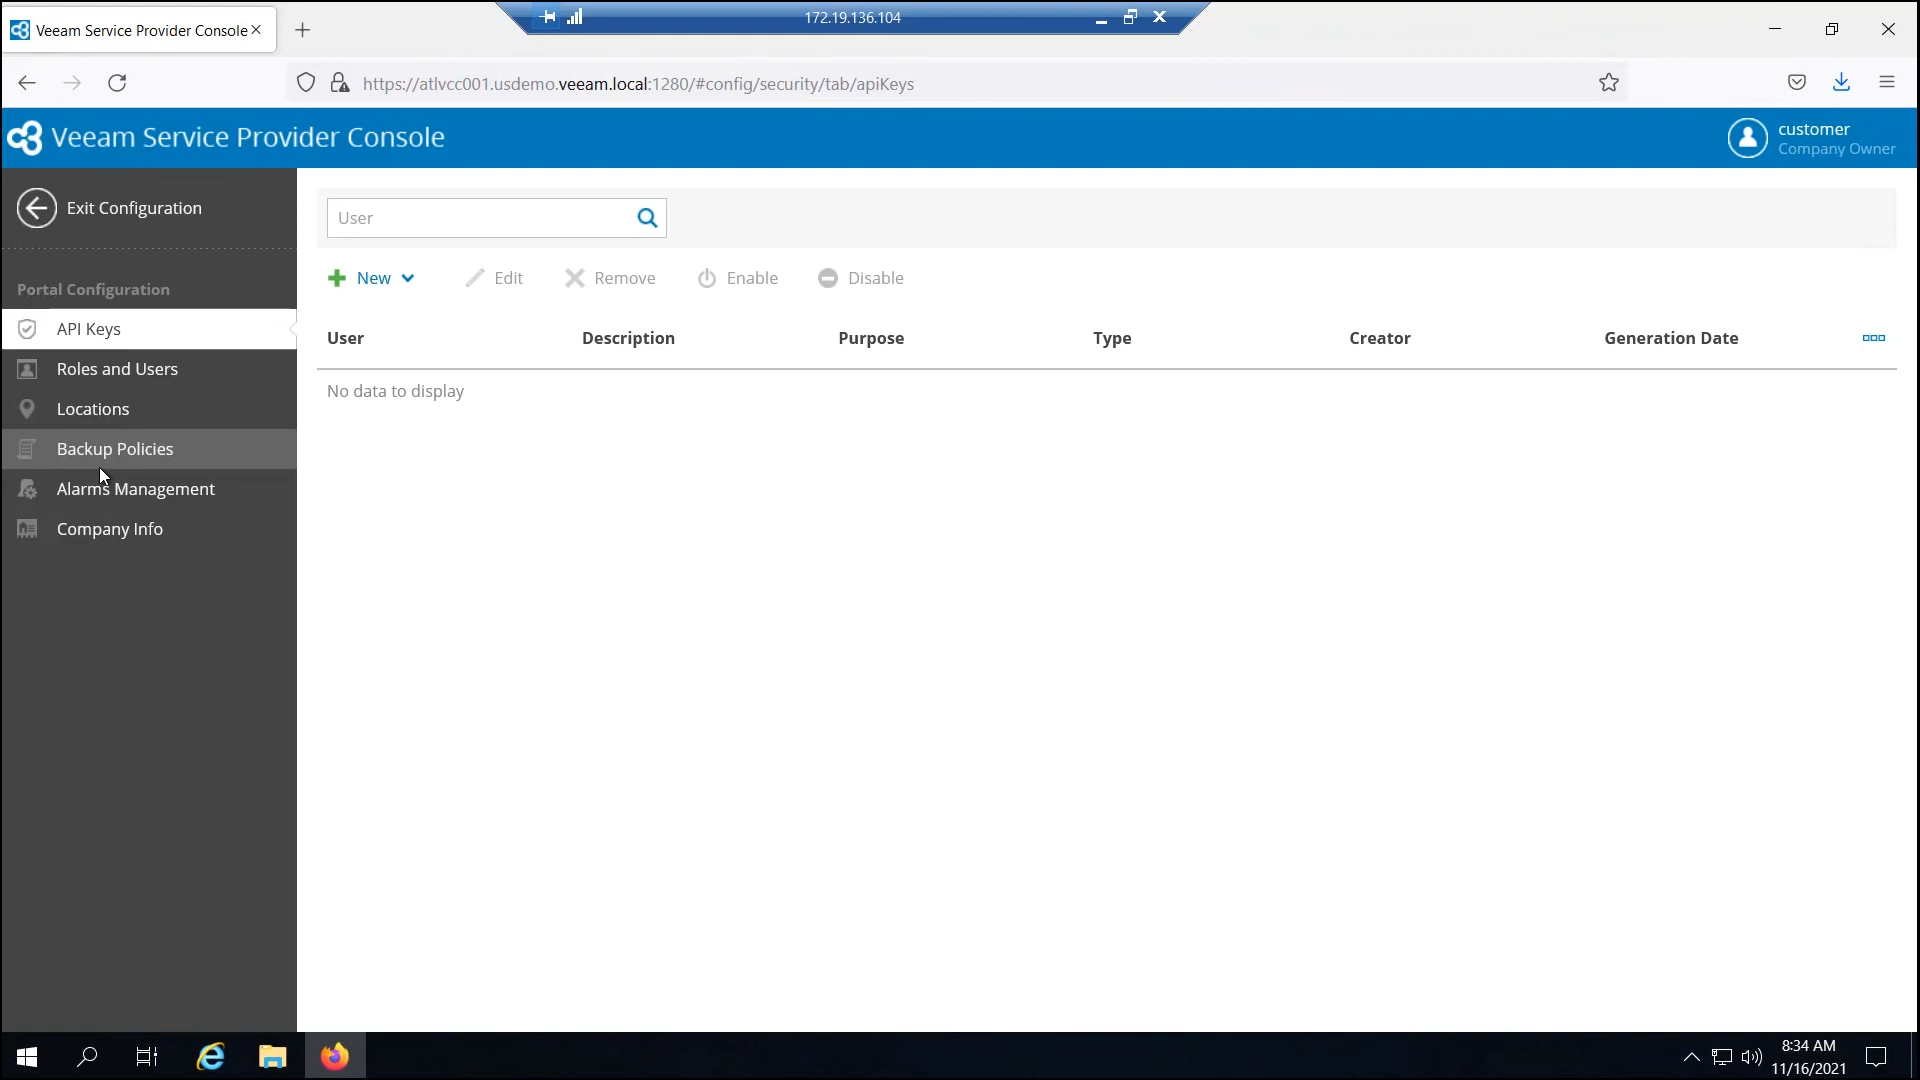 Veeam Service Provider Console
172.19.136.104
https://atlvcc001.usdemo.veeam.local:1280/#config/security/tab/apiKeys
Veeam Service Provider Console
customer
Company Owner
Exit Configuration
Portal Configuration
API Keys
Roles and Users
Locations
Backup Policies
Alarms Management
Company Info
User
New Edit Remove Enable Disable
User Description Purpose Type Creator Generation Date
No data to display
8:34 AM
11/16/2021